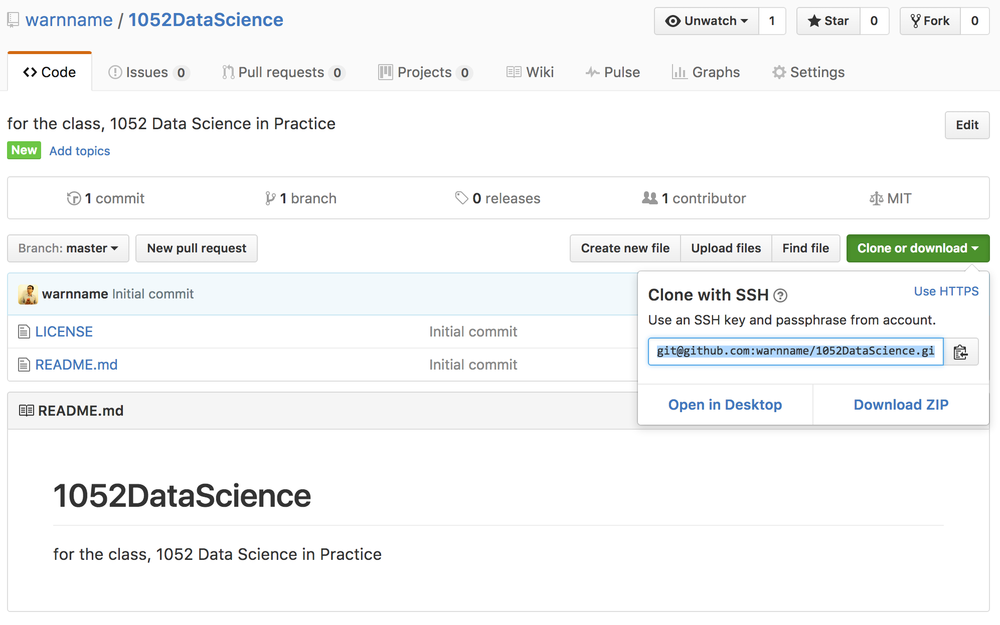 warnname / 1052DataScience
Unwatch 1 Star 0 Fork 0
Code Issues 0 Pull requests 0 Projects 0 Wiki Pulse Graphs Settings
for the class, 1052 Data Science in Practice
Edit
New Add topics
1 commit 1 branch 0 releases 1 contributor MIT
Branch: master New pull request Create new file Upload files Find file Clone or download
warnname Initial commit
LICENSE Initial commit
README.md Initial commit
Clone with SSH ? Use HTTPS
Use an SSH key and passphrase from account.
git@github.com:warnname/1052DataScience.gi
Open in Desktop Download ZIP
README.md
1052DataScience
for the class, 1052 Data Science in Practice